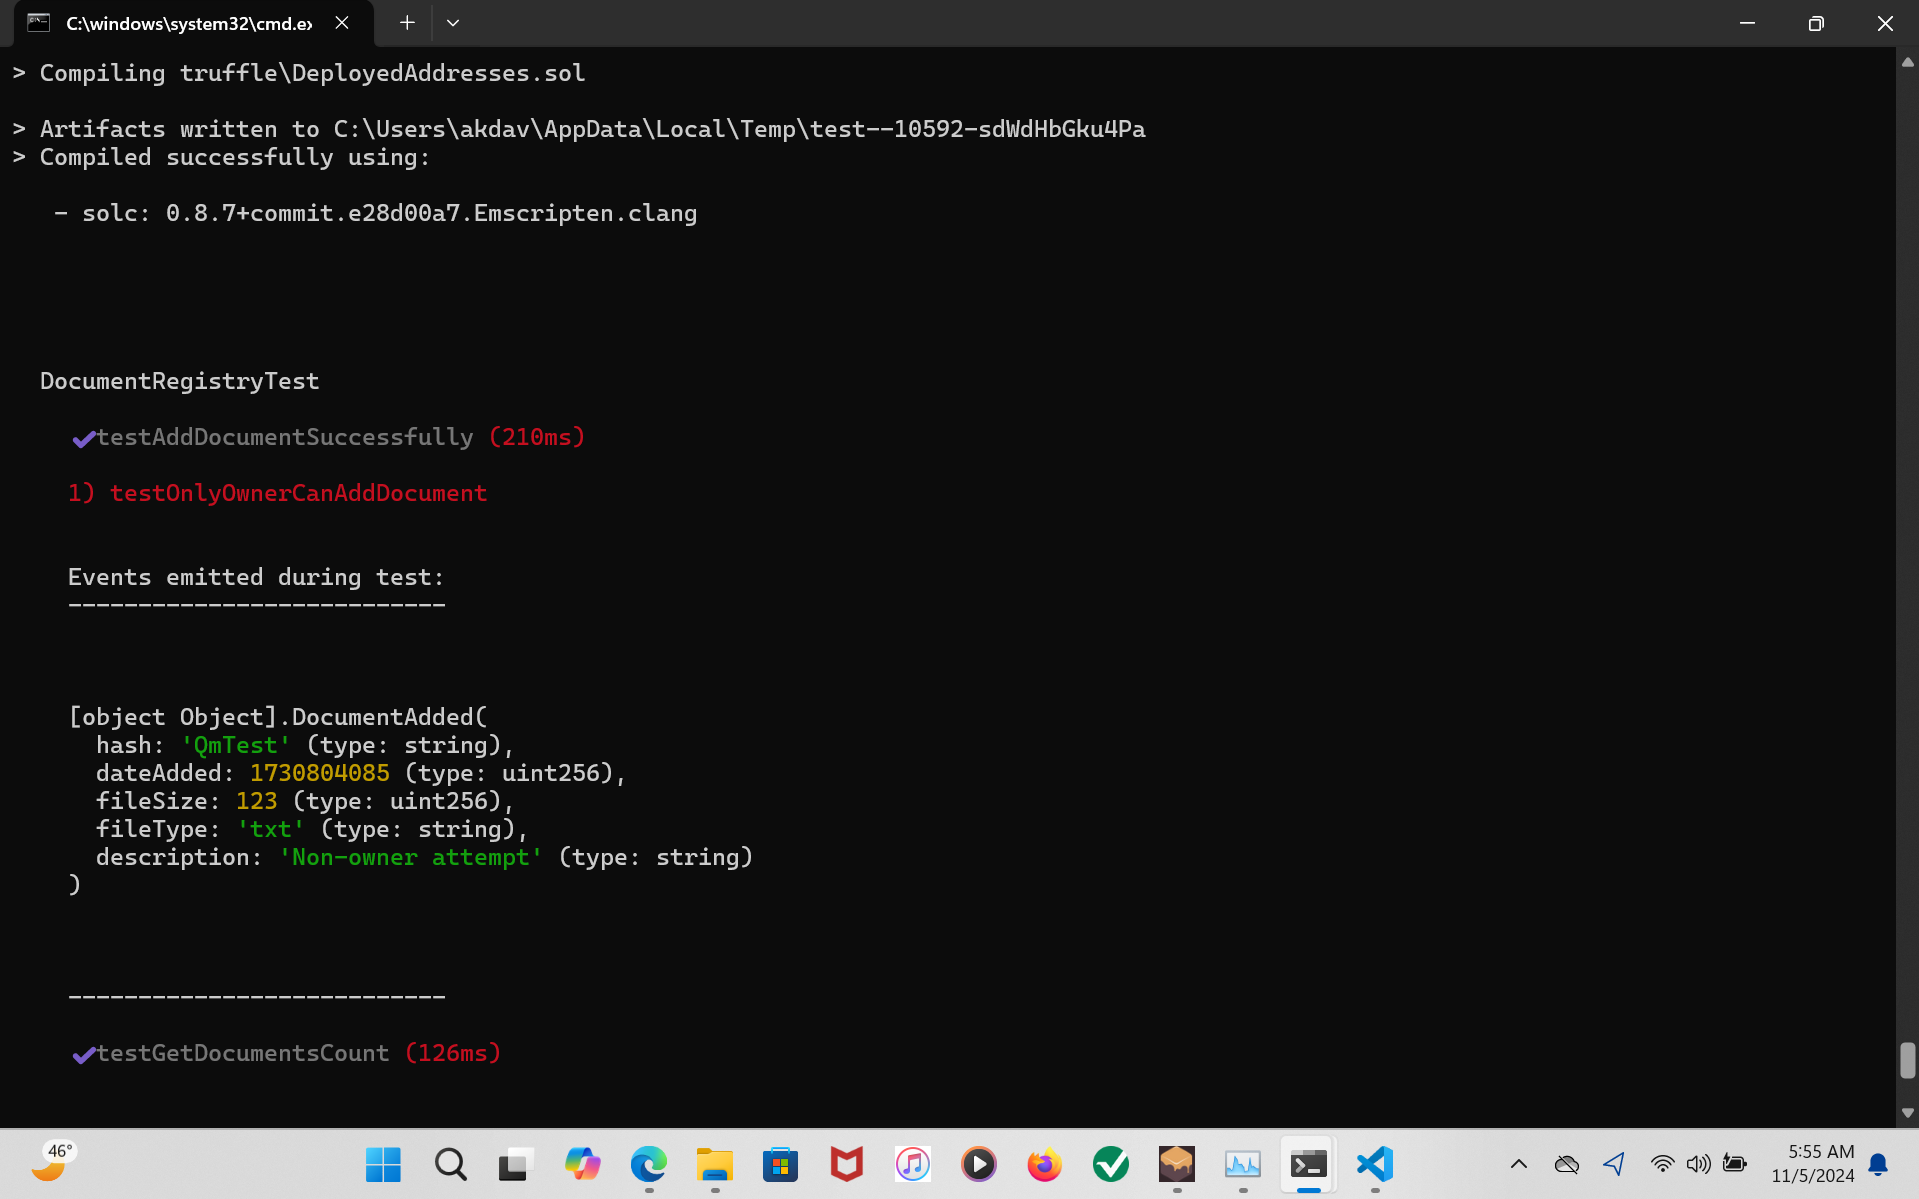 C:\windows\system32\cmd.ex
> Compiling truffle\DeployedAddresses.sol
> Artifacts written to C:\Users\akdav\AppData\Local\Temp\test--10592-sdWdHbGku4Pa
> Compiled successfully using:
- solc: 0.8.7+commit.e28d00a7.Emscripten.clang
DocumentRegistryTest
✔testAddDocumentSuccessfully (210ms)
1) testOnlyOwnerCanAddDocument
Events emitted during test:
---------------------------
[object Object].DocumentAdded(
hash: 'QmTest' (type: string),
dateAdded: 1730804085 (type: uint256),
fileSize: 123 (type: uint256),
fileType: 'txt' (type: string),
description: 'Non-owner attempt' (type: string)
)
---------------------------
✔testGetDocumentsCount (126ms)
46°
5:55 AM
11/5/2024